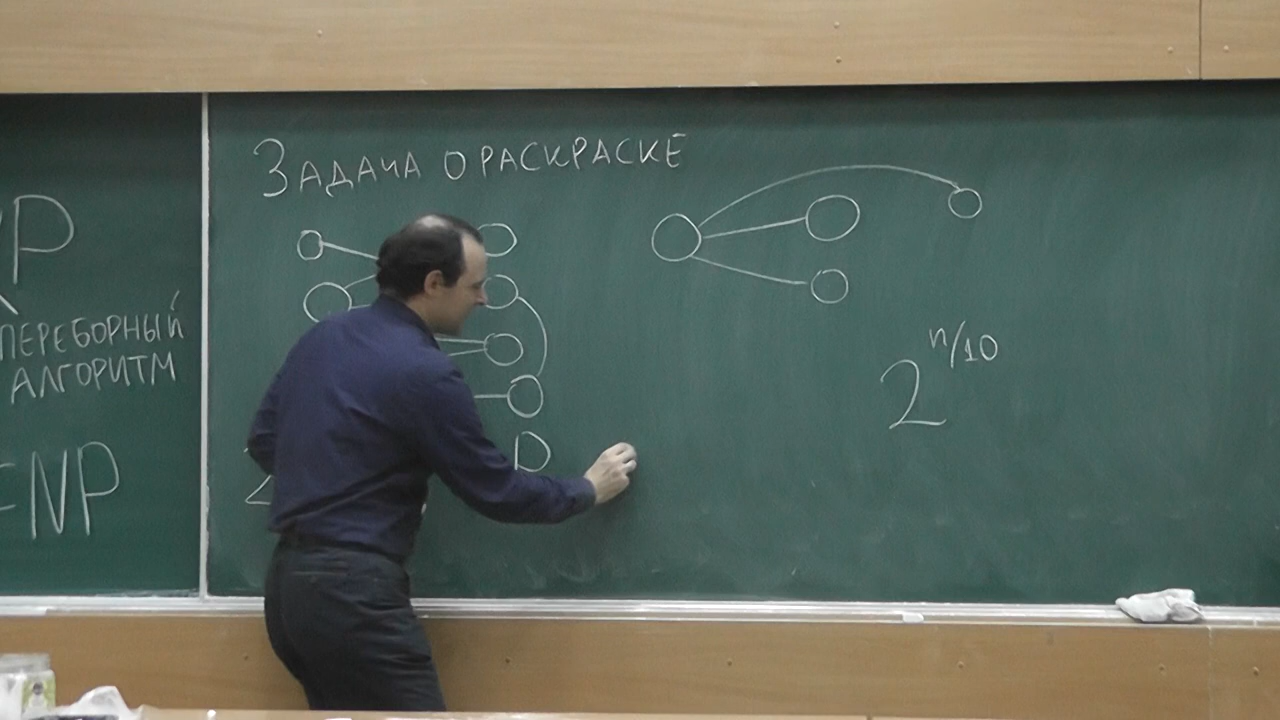 P
ПЕРЕБОРНЫЙ
АЛГОРИТМ
=NP
ЗАДАЧА О РАСКРАСКЕ
2^n/10